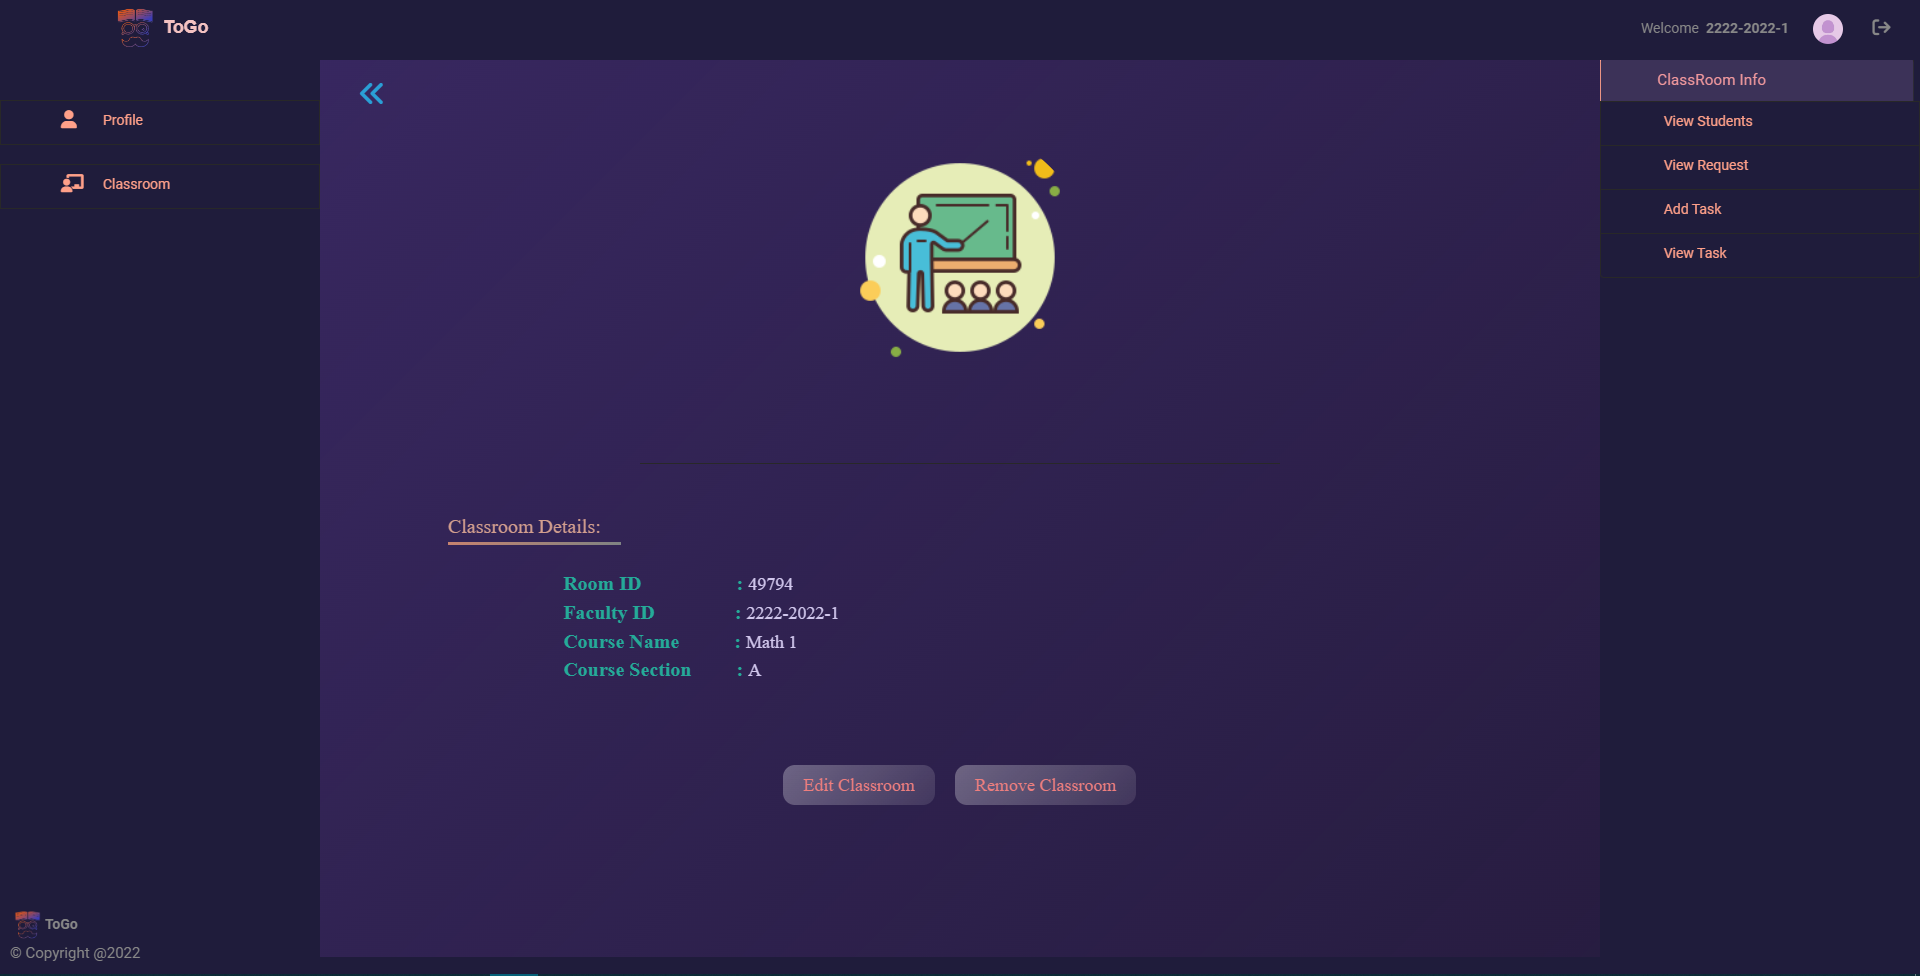 ToGo
Welcome 2222-2022-1
Profile
Classroom
ClassRoom Info
View Students
View Request
Add Task
View Task
Classroom Details:
Room ID : 49794
Faculty ID : 2222-2022-1
Course Name : Math 1
Course Section : A
Edit Classroom
Remove Classroom
ToGo
© Copyright @2022